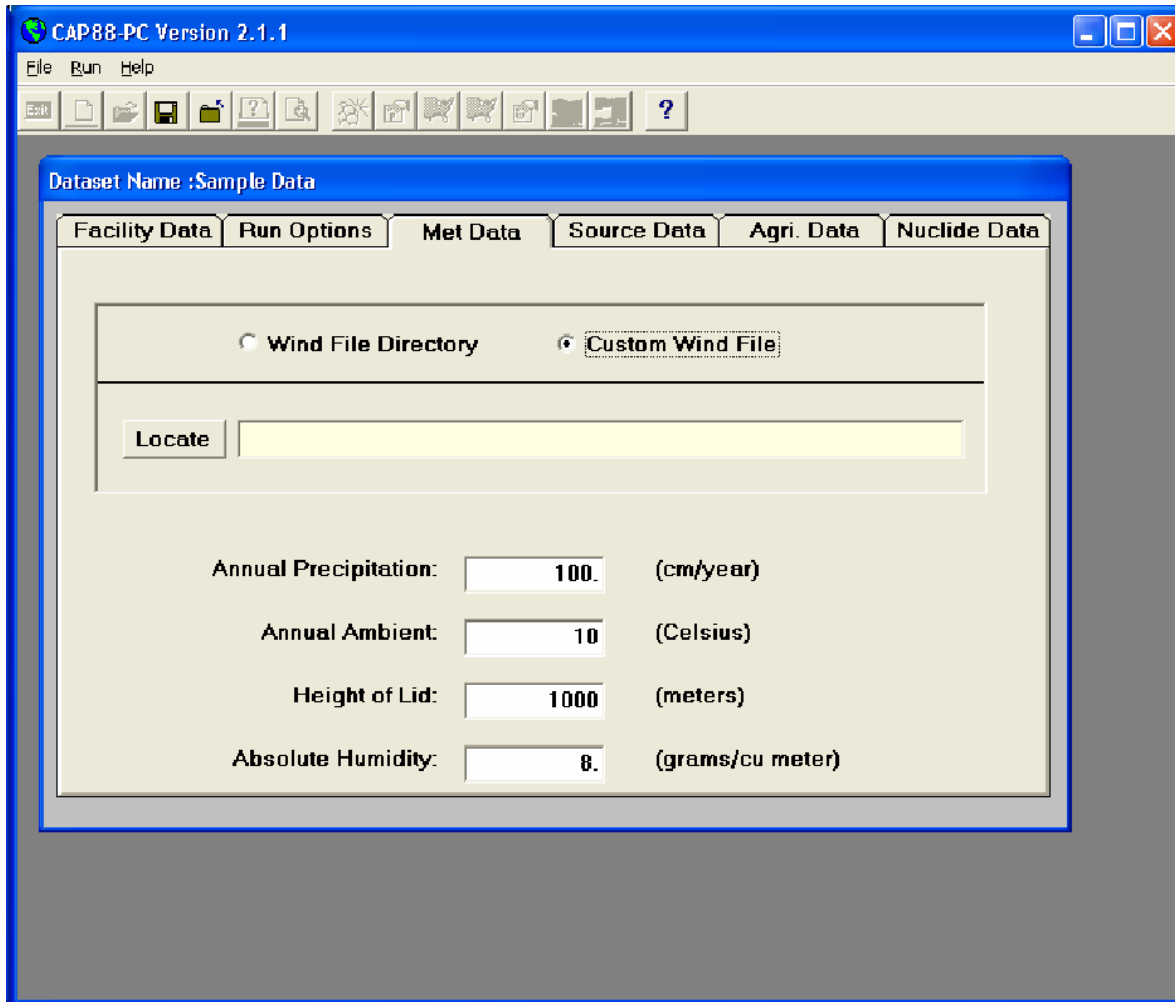 CAP88-PC Version 2.1.1
File Run Help
Exit
?
Dataset Name :Sample Data
Facility Data Run Options Met Data Source Data Agri. Data Nuclide Data
Wind File Directory Custom Wind File
Locate
Annual Precipitation: 100. (cm/year)
Annual Ambient: 10 (Celsius)
Height of Lid: 1000 (meters)
Absolute Humidity: 8. (grams/cu meter)